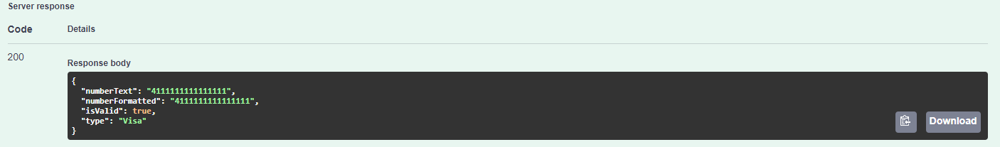 Server response
Code Details
200
Response body
{
"numberText": "4111111111111111",
"numberFormatted": "4111111111111111",
"isValid": true,
"type": "Visa"
}
Download